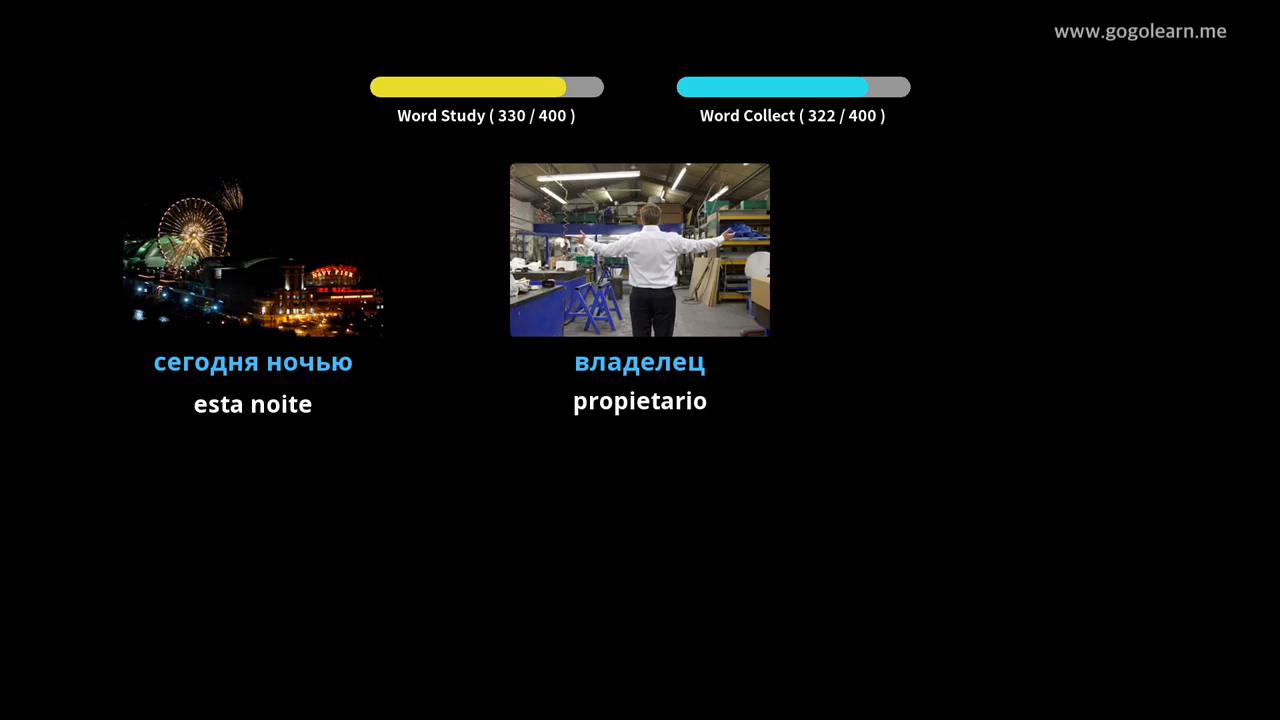 www.gogolearn.me
Word Study ( 330 / 400 )
Word Collect ( 322 / 400 )
сегодня ночью
esta noite
владелец
propietario